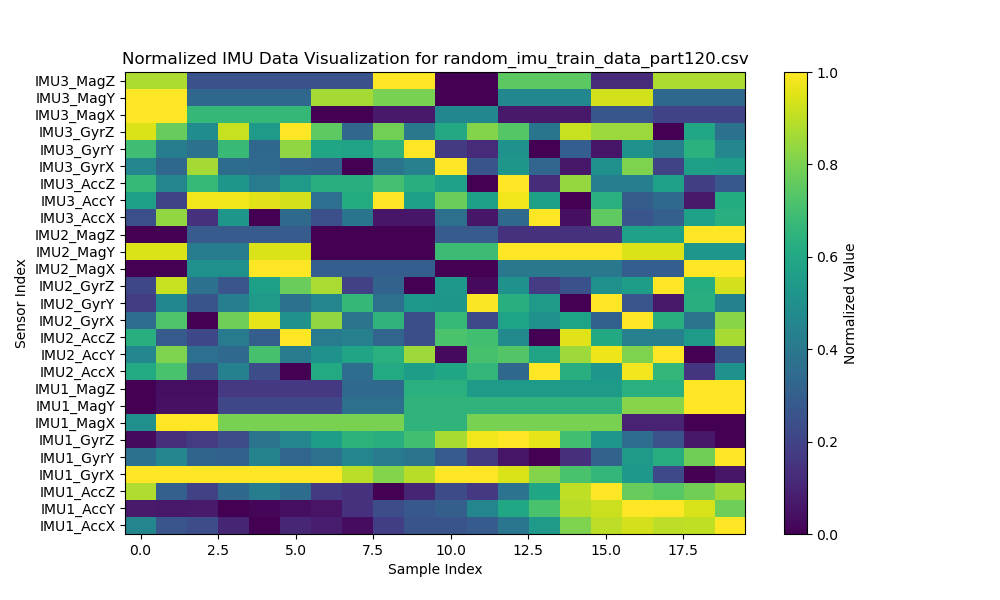 Normalized IMU Data Visualization for random_imu_train_data_part120.csv
IMU3_MagZ
IMU3_MagY
IMU3_MagX
IMU3_GyrZ
IMU3_GyrY
IMU3_GyrX
IMU3_AccZ
IMU3_AccY
IMU3_AccX
IMU2_MagZ
IMU2_MagY
IMU2_MagX
IMU2_GyrZ
IMU2_GyrY
IMU2_GyrX
IMU2_AccZ
IMU2_AccY
IMU2_AccX
IMU1_MagZ
IMU1_MagY
IMU1_MagX
IMU1_GyrZ
IMU1_GyrY
IMU1_GyrX
IMU1_AccZ
IMU1_AccY
IMU1_AccX
Sensor Index
0.0 2.5 5.0 7.5 10.0 12.5 15.0 17.5
Sample Index
1.0
0.8
0.6
0.4
0.2
0.0
Normalized Value